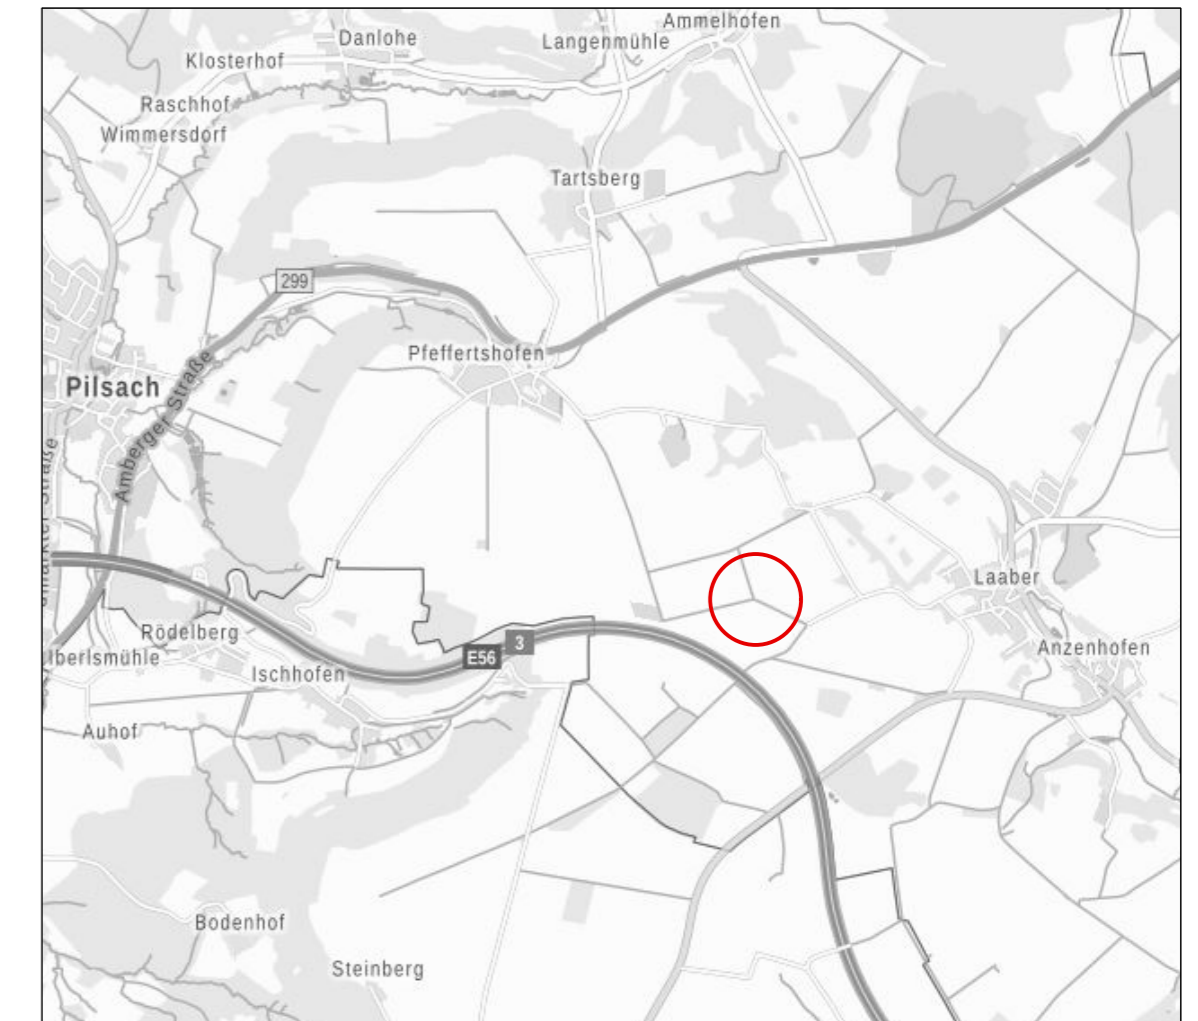 Ammelhofen
Danlohe
Langenmühle
Klosterhof
Raschhof
Wimmersdorf
Tartsberg
299
Pfeffertshofen
Pilsach
Amberger Straße
Laaber
Rödelberg
3
E56
Iberlsmühle
Ischhofen
Anzenhofen
Auhof
Bodenhof
Steinberg